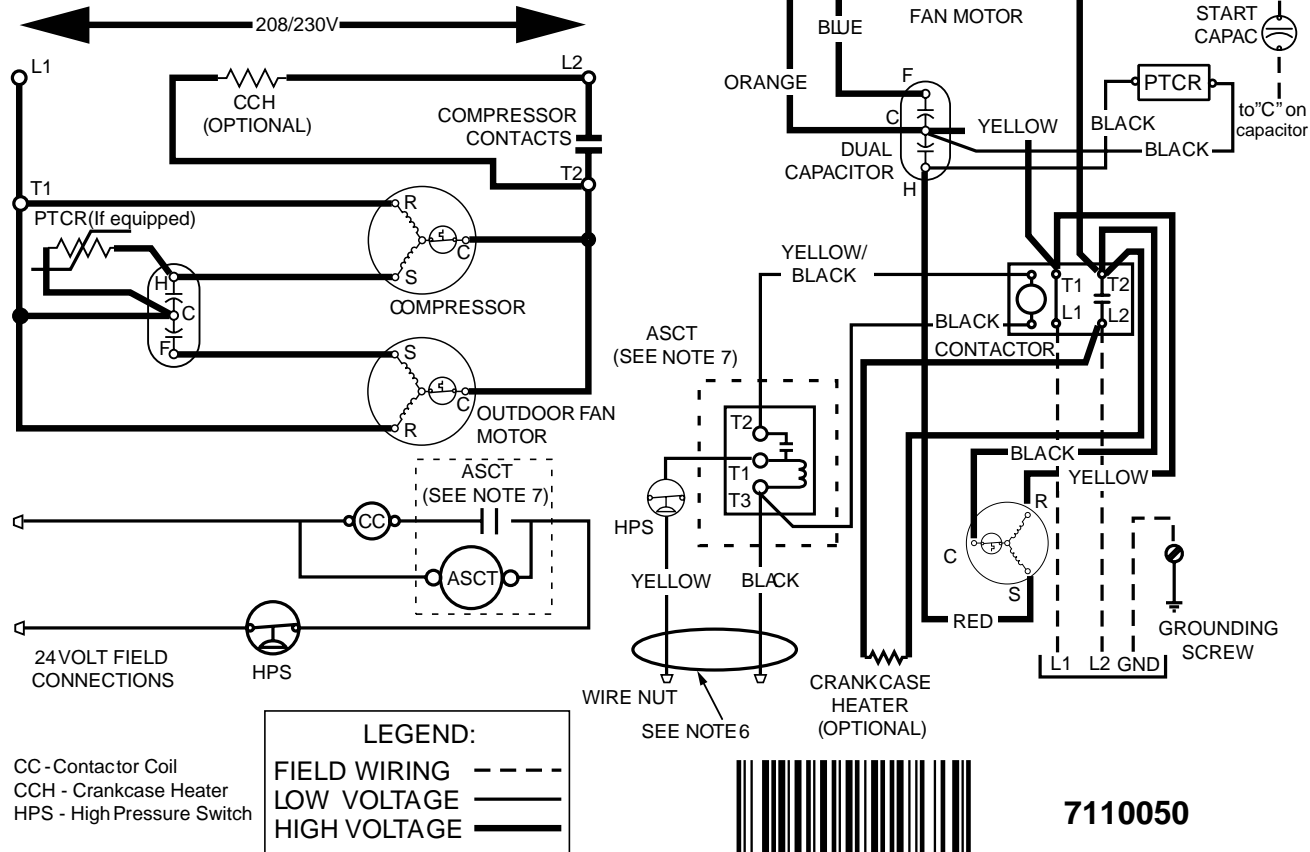 208/230V
L1
L2
CCH
(OPTIONAL)
COMPRESSOR
CONTACTS
T1
T2
PTCR(If equipped)
R
C
S
COMPRESSOR
H
C
F
S
C
R
OUTDOOR FAN
MOTOR
ASCT
(SEE NOTE 7)
CC
ASCT
HPS
24 VOLT FIELD
CONNECTIONS
CC - Contactor Coil
CCH - Crankcase Heater
HPS - High Pressure Switch
LEGEND:
FIELD WIRING
LOW VOLTAGE
HIGH VOLTAGE
BLUE
FAN MOTOR
START
CAPAC
ORANGE
F
C
H
DUAL
CAPACITOR
YELLOW
PTCR
BLACK
BLACK
to"C" on
capacitor
YELLOW/
BLACK
T1
T2
L1
L2
BLACK
CONTACTOR
ASCT
(SEE NOTE 7)
T2
T1
T3
HPS
YELLOW
BLACK
BLACK
YELLOW
R
C
S
RED
GROUNDING
SCREW
L1
L2
GND
WIRE NUT
SEE NOTE 6
CRANKCASE
HEATER
(OPTIONAL)
7110050